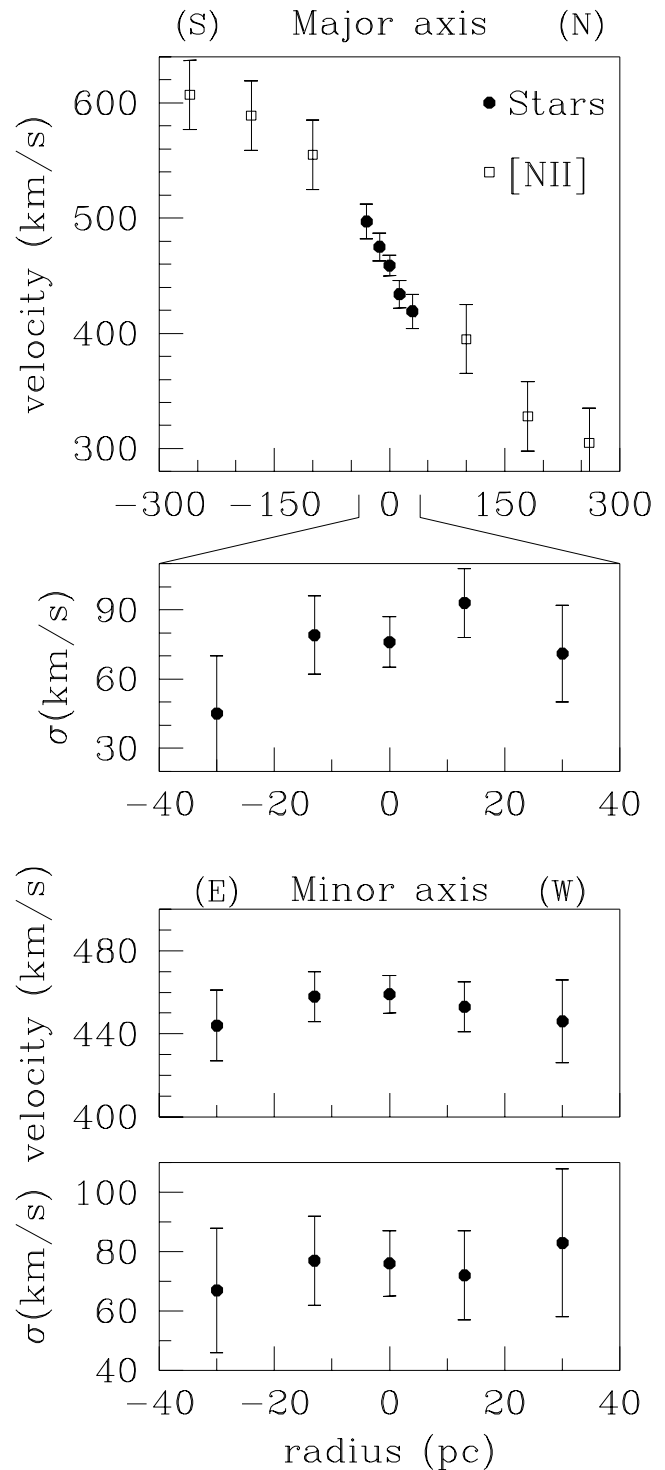 (S) Major axis (N)
600
Stars
[NII]
500
400
300
velocity (km/s)
−300 −150 0 150 300
90
60
30
σ(km/s)
−40 −20 0 20 40
(E) Minor axis (W)
480
440
400
velocity (km/s)
100
80
60
40
σ(km/s)
−40 −20 0 20 40
radius (pc)